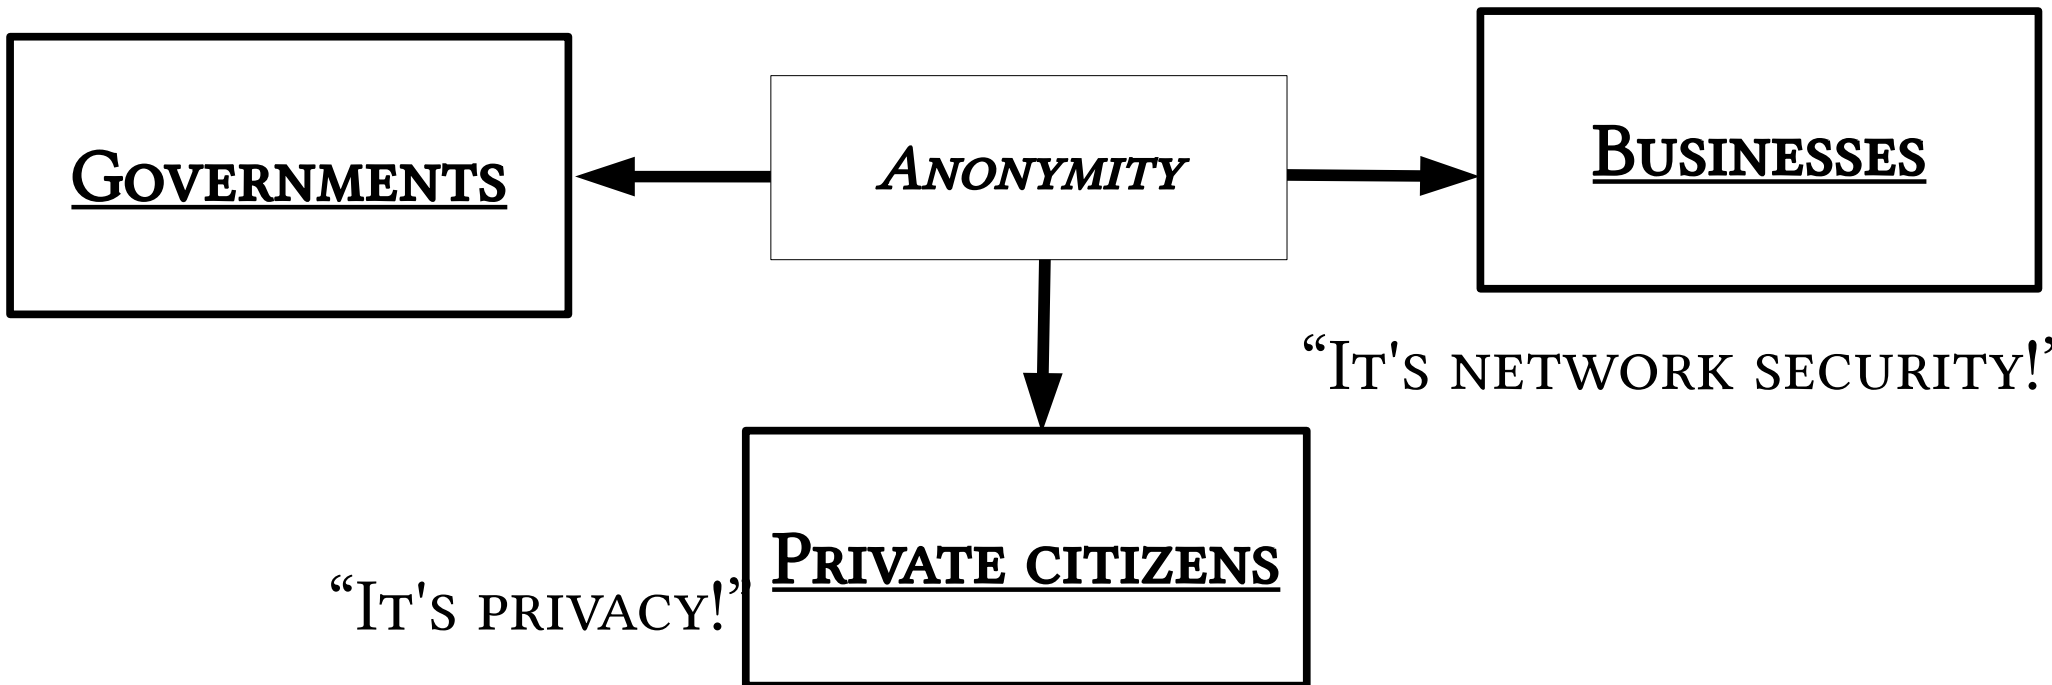 Governments
Anonymity
Businesses
“It's network security!”
Private citizens
“It's privacy!”